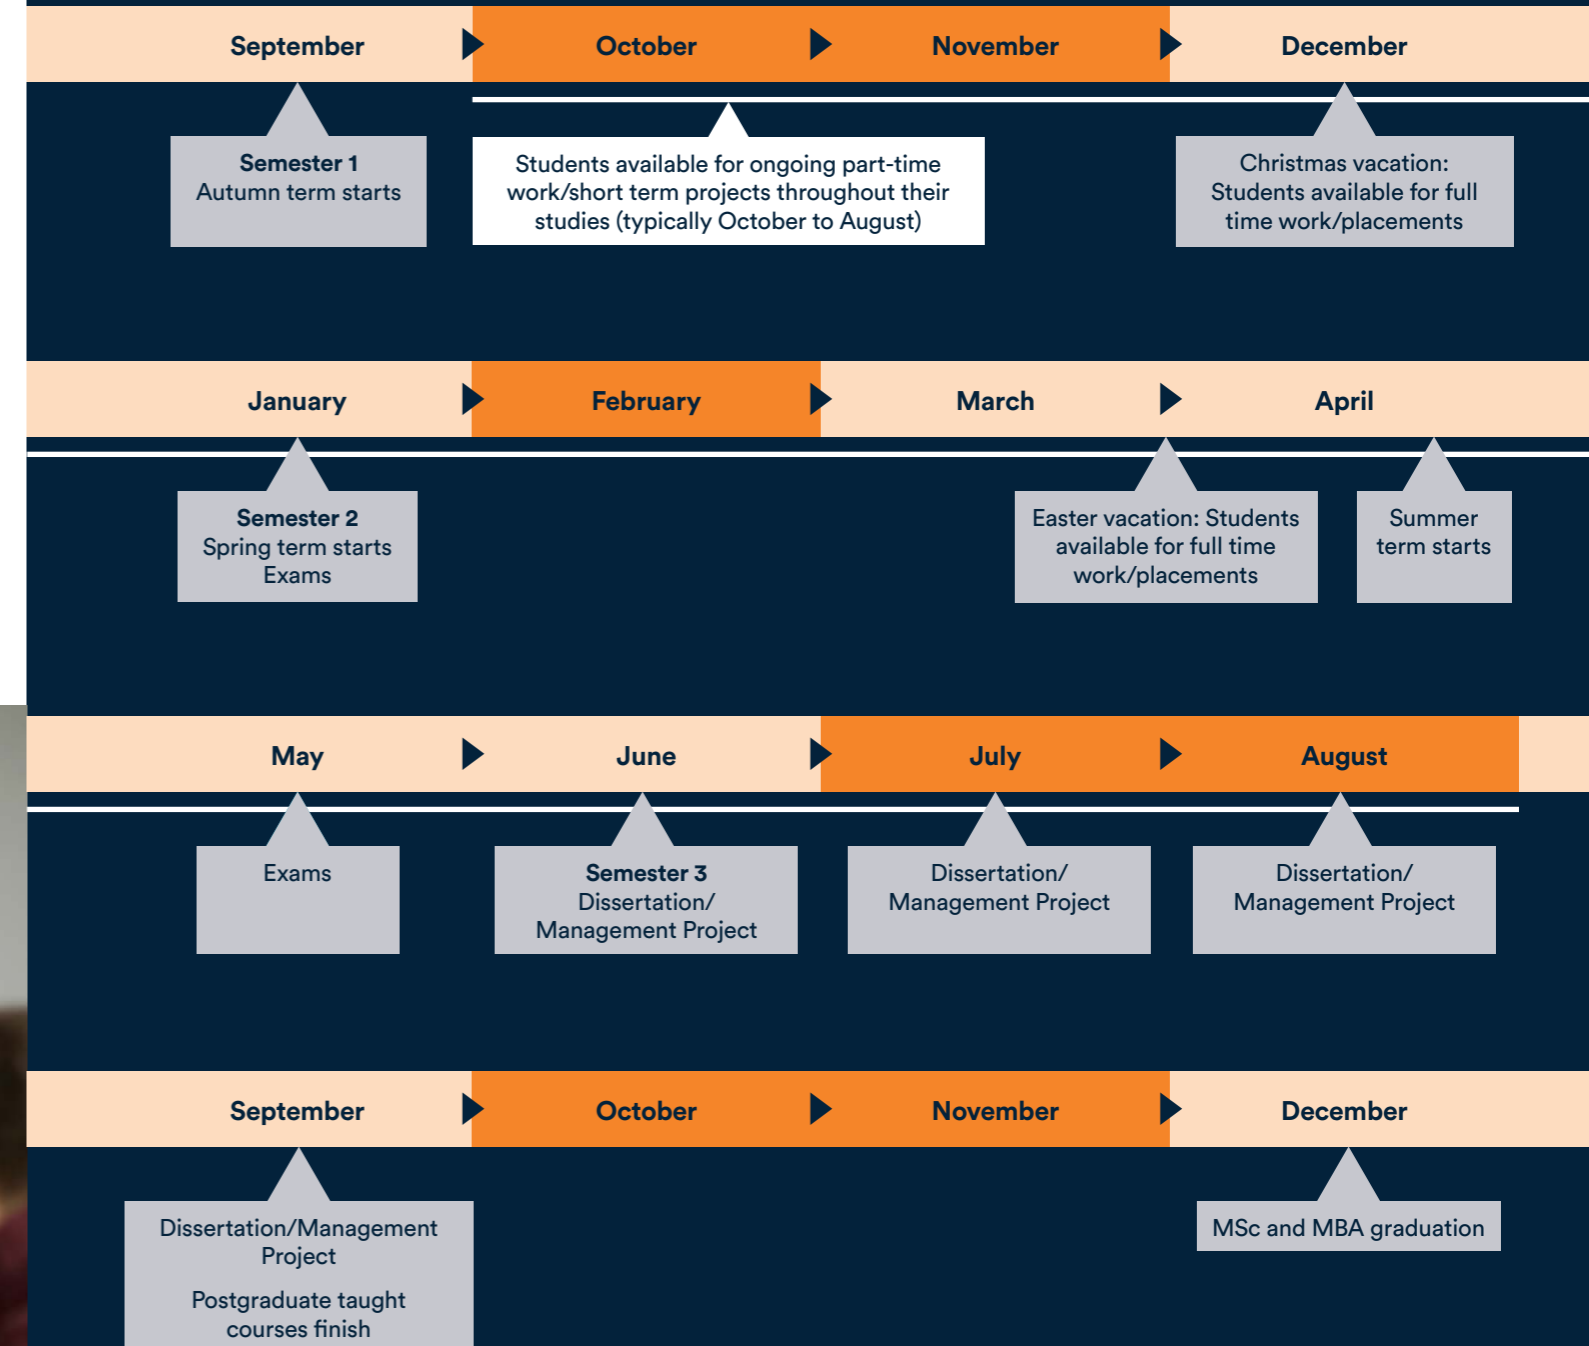 September
October
November
December
Semester 1
Autumn term starts
Students available for ongoing part-time
work/short term projects throughout their
studies (typically October to August)
Christmas vacation:
Students available for full
time work/placements
January
February
March
April
Semester 2
Spring term starts
Exams
Easter vacation: Students
available for full time
work/placements
Summer
term starts
May
June
July
August
Exams
Semester 3
Dissertation/
Management Project
Dissertation/
Management Project
Dissertation/
Management Project
September
October
November
December
Dissertation/Management
Project
Postgraduate taught
courses finish
MSc and MBA graduation